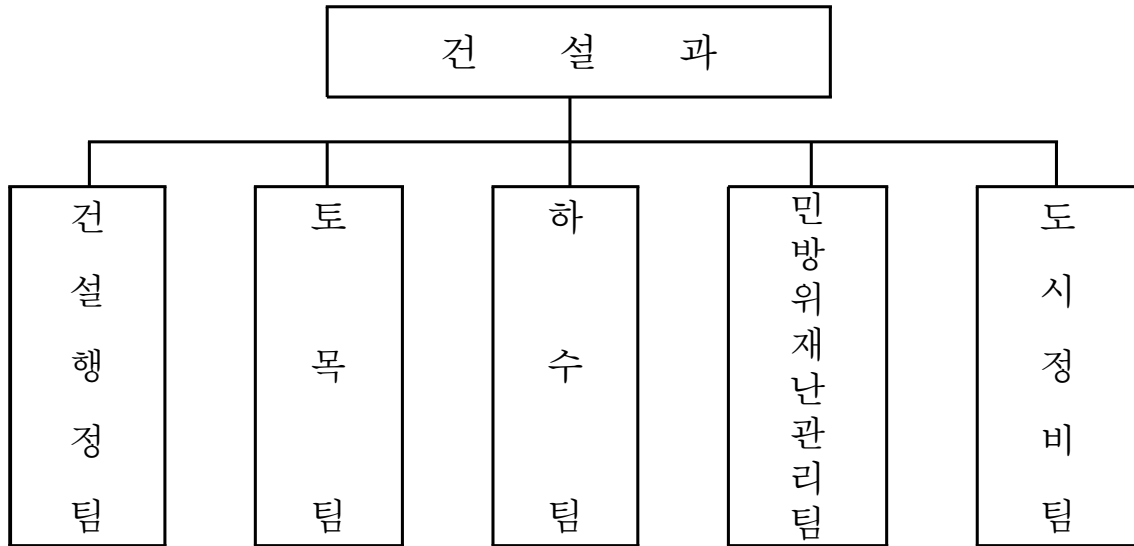 건 설 과
건설행정팀
토목팀
하수팀
민방위재난관리팀
도시정비팀